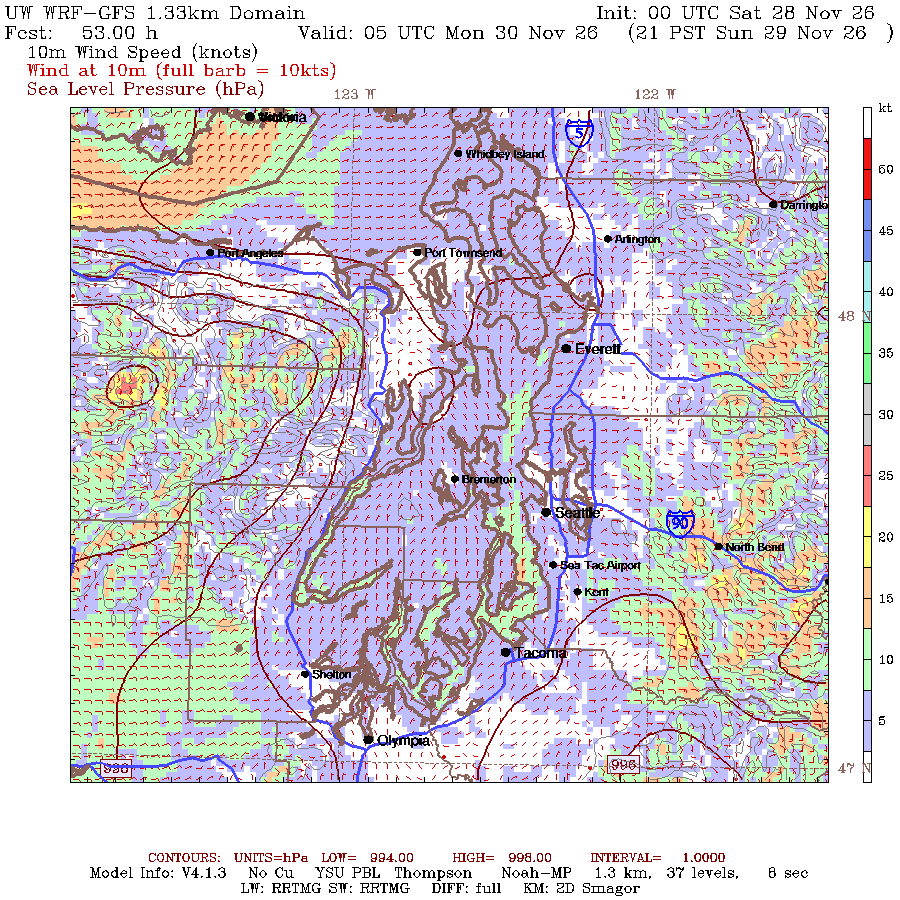 UW WRF-GFS 1.33km Domain Init: 00 UTC Sat 28 Nov 26
Fcst: 53.00 h Valid: 05 UTC Mon 30 Nov 26 (21 PST Sun 29 Nov 26 )
10m Wind Speed (knots)
Wind at 10m (full barb = 10kts)
Sea Level Pressure (hPa)
123 W 122 W
kt
Victoria
5
Whidbey Island
60
Darringto
50
Arlington
45
Port Angeles
Port Townsend
40
48 N
Everett
35
30
Bremerton
25
Seattle
90
20
North Bend
Sea Tac Airport
Kent
15
Tacoma
10
Shelton
5
Olympia
996
996
47 N
CONTOURS: UNITS=hPa LOW= 994.00 HIGH= 998.00 INTERVAL= 1.0000
Model Info: V4.1.3 No Cu YSU PBL Thompson Noah-MP 1.3 km, 37 levels, 8 sec
LW: RRTMG SW: RRTMG DIFF: full KM: 2D Smagor